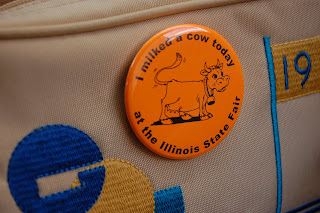 I milked a cow today
at the Illinois State Fair
19